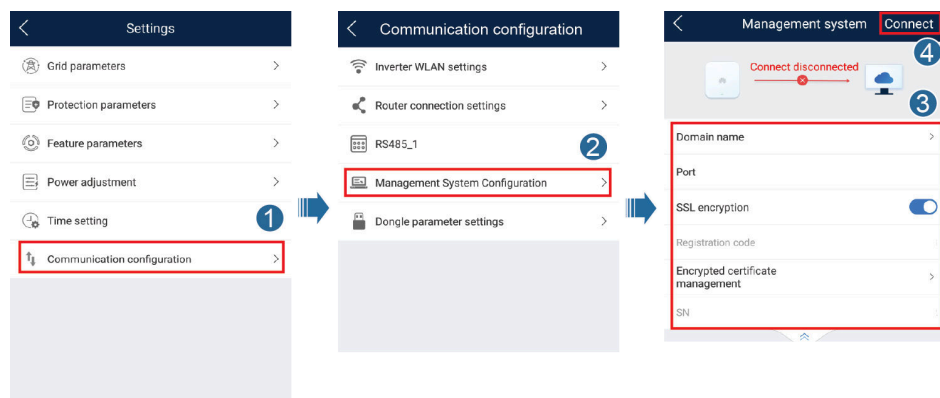 Settings
Grid parameters
Protection parameters
Feature parameters
Power adjustment
Time setting
1
Communication configuration
Communication configuration
Inverter WLAN settings
Router connection settings
RS485_1
2
Management System Configuration
Dongle parameter settings
Management system Connect
4
Connect disconnected
3
Domain name
Port
SSL encryption
Registration code
Encrypted certificate
management
SN